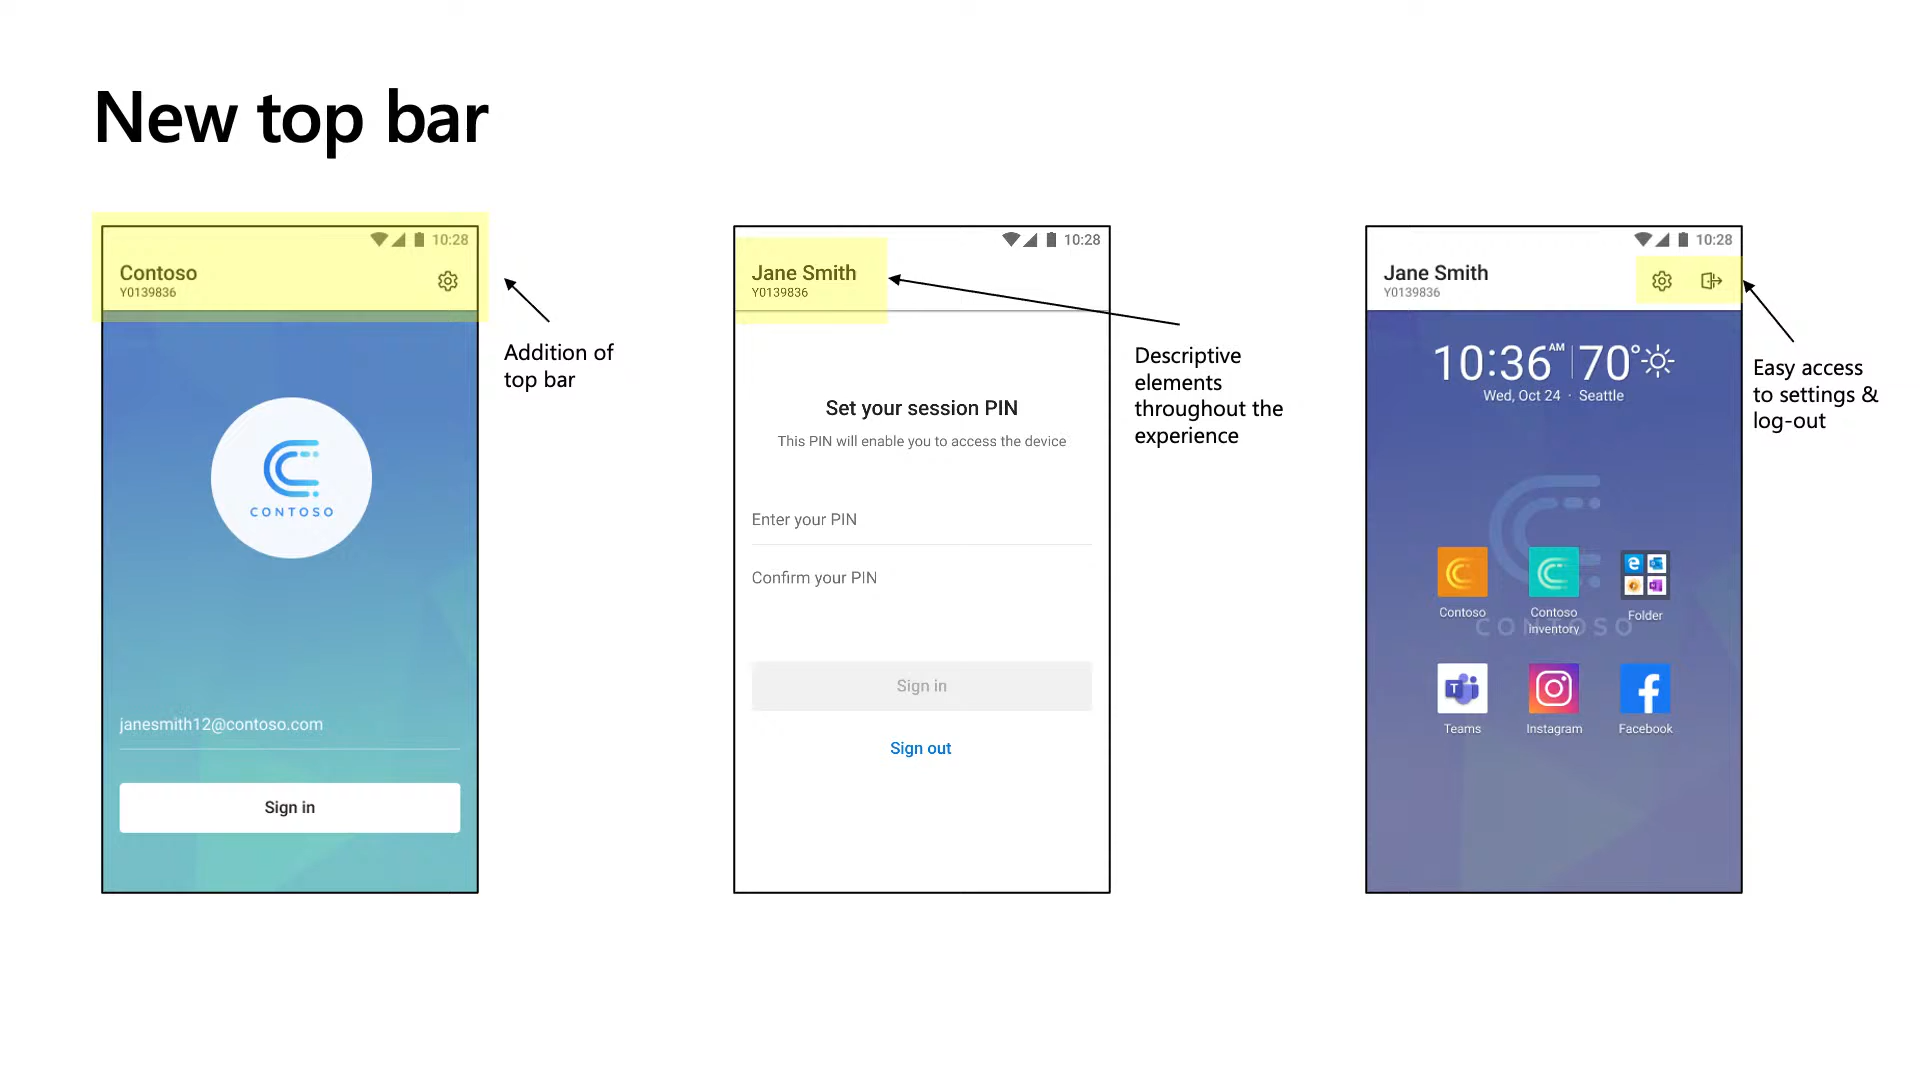 New top bar
10:28
Contoso
Y0139836
CONTOSO
janesmith12@contoso.com
Sign in
Addition of
top bar
10:28
Jane Smith
Y0139836
Set your session PIN
This PIN will enable you to access the device
Enter your PIN
Confirm your PIN
Sign in
Sign out
Descriptive
elements
throughout the
experience
10:28
Jane Smith
Y0139836
10:36 AM 70°
Wed, Oct 24 · Seattle
Contoso
Contoso
inventory
Folder
CONTOSO
Teams
Instagram
Facebook
Easy access
to settings &
log-out